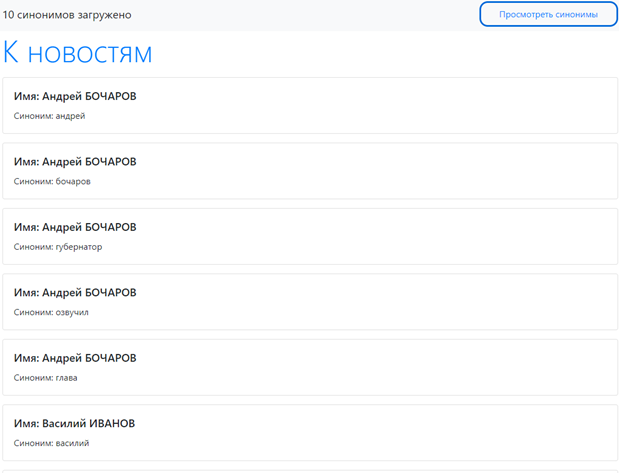 10 синонимов загружено
Просмотреть синонимы
К новостям
Имя: Андрей БОЧАРОВ
Синоним: андрей
Имя: Андрей БОЧАРОВ
Синоним: бочаров
Имя: Андрей БОЧАРОВ
Синоним: губернатор
Имя: Андрей БОЧАРОВ
Синоним: озвучил
Имя: Андрей БОЧАРОВ
Синоним: глава
Имя: Василий ИВАНОВ
Синоним: василий